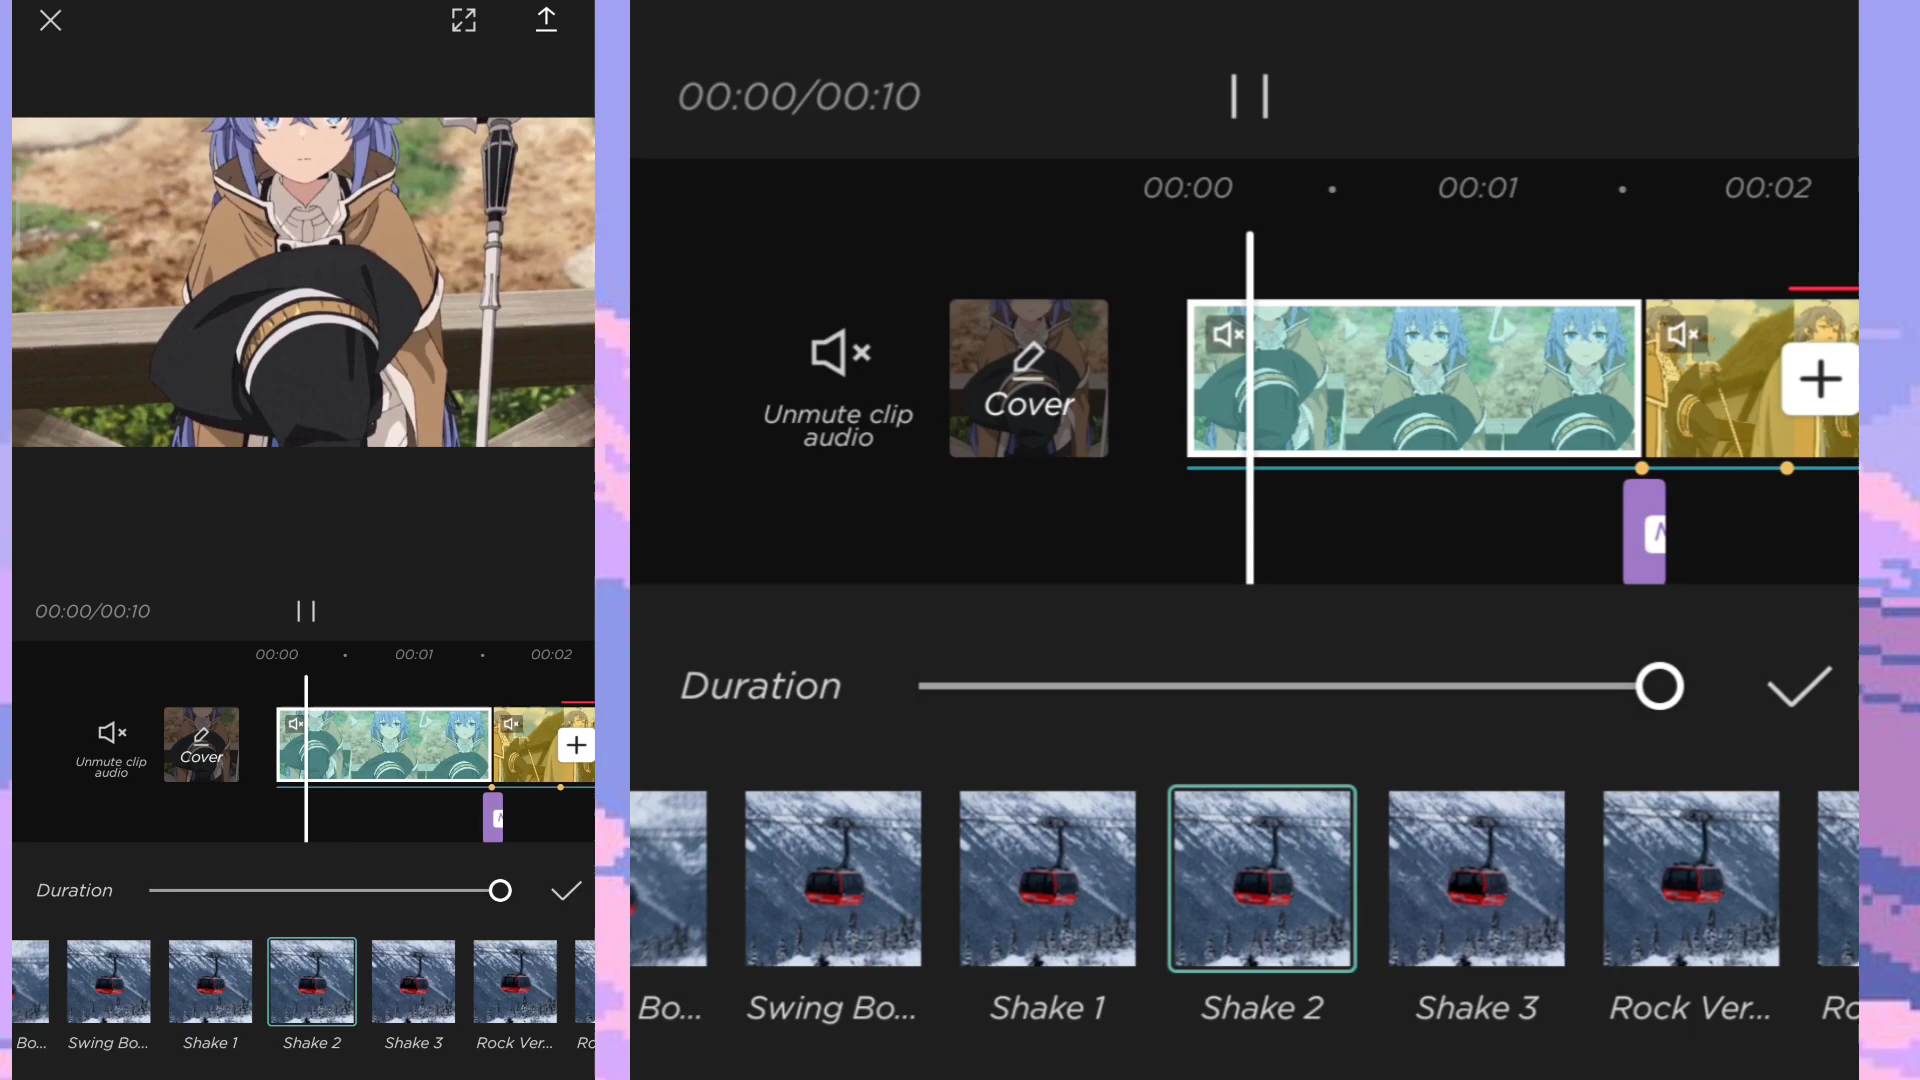 00:00/00:10
00:00
00:01
00:02
Unmute clip
audio
Cover
Duration
Bo...
Swing Bo...
Shake 1
Shake 2
Shake 3
Rock Ver...
Ro
00:00/00:10
00:00
00:01
00:02
Unmute clip
audio
Cover
Duration
Bo...
Swing Bo...
Shake 1
Shake 2
Shake 3
Rock Ver...
Ro